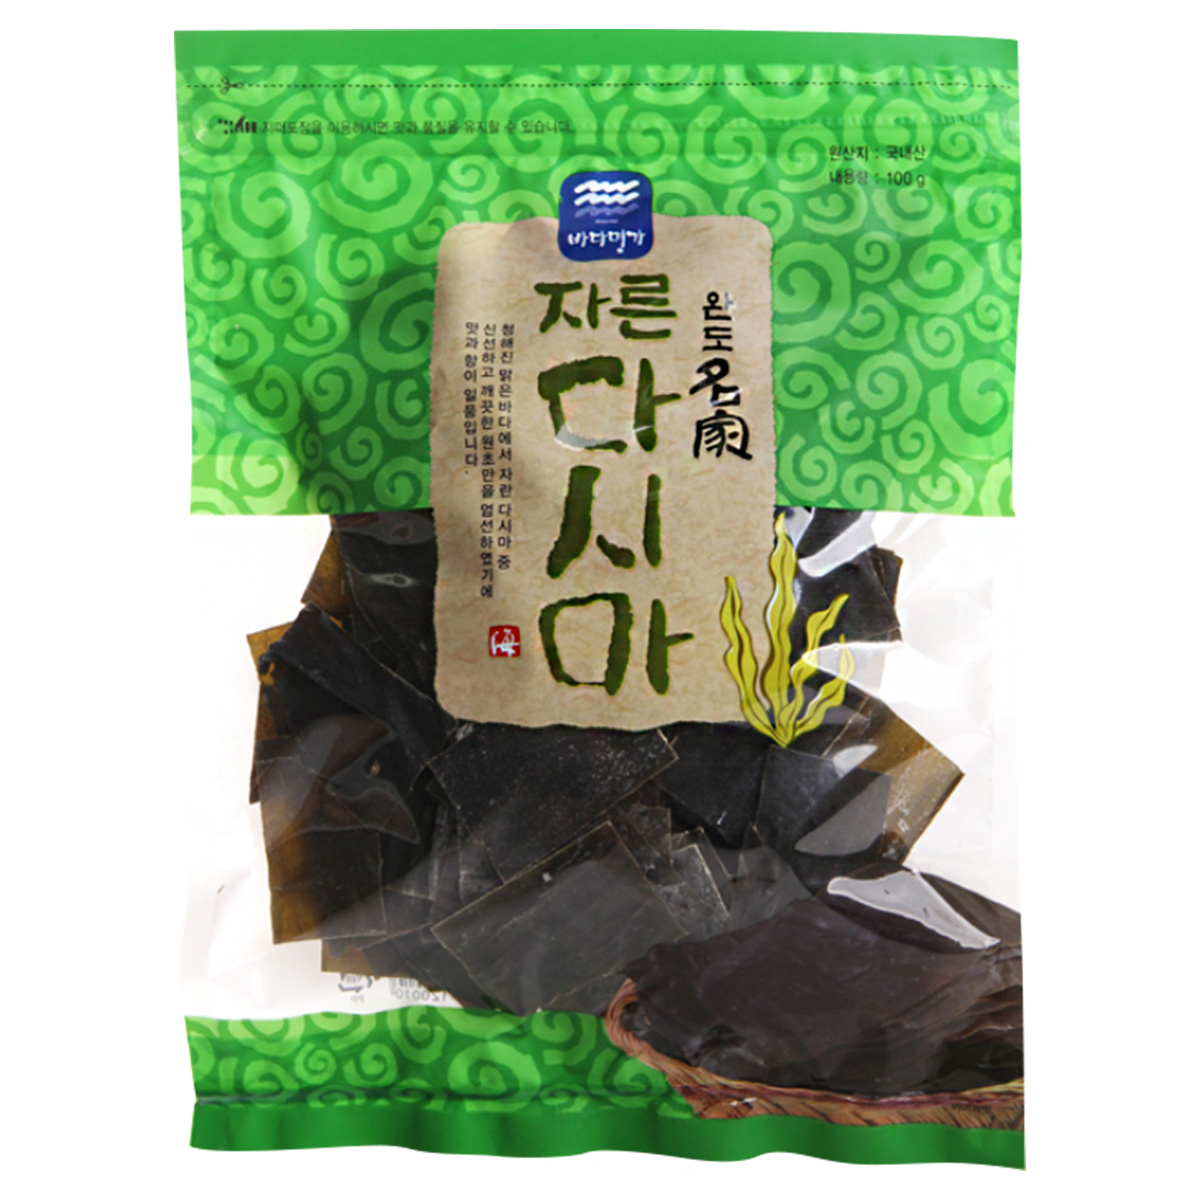 지퍼포장을 이용하시면 맛과 품질을 유지할 수 있습니다.
원산지 : 국내산
내용량 : 100 g
바다명가
완도名家
자른
다시마
청해진 맑은바다에서 자란 다시마 중
신선하고 깨끗한 원초만을 엄선하였기에
맛과 향이 일품입니다.